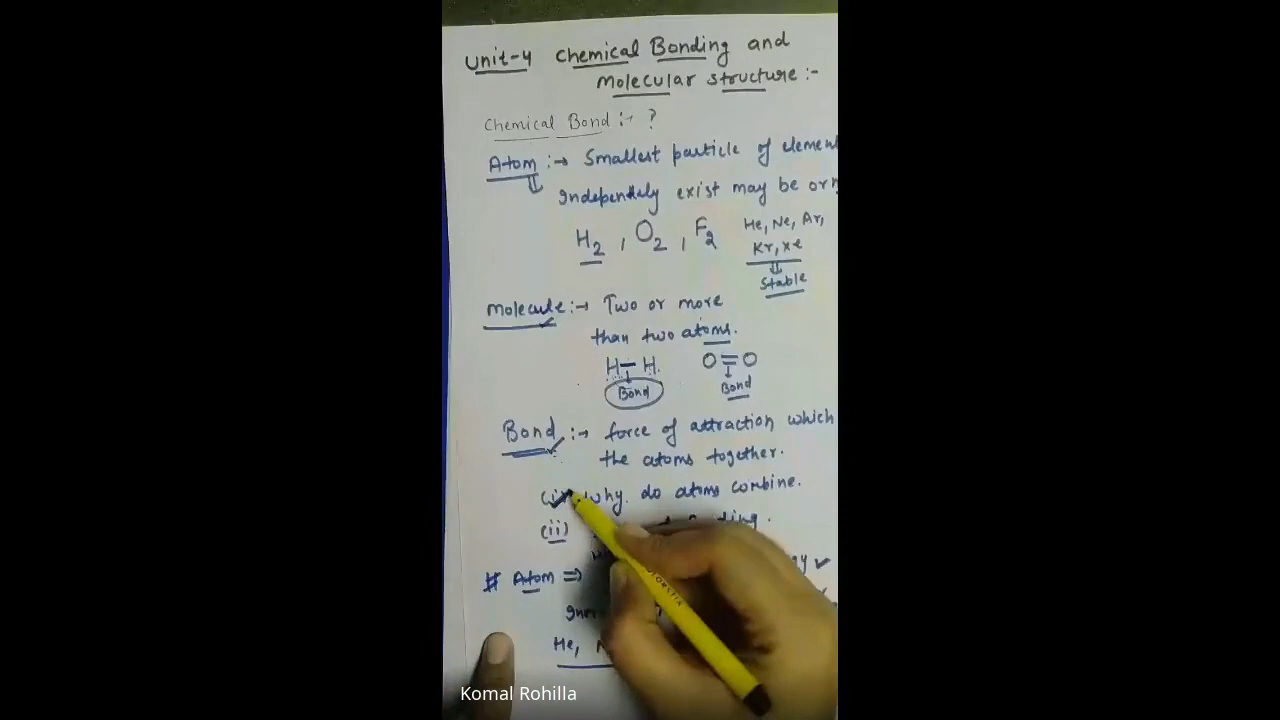 Unit-4 Chemical Bonding and
Molecular structure :-
Chemical Bond :→ ?
Atom :→ Smallest particle of elemen
Independely exist may be or n
H2 , O2 , F2
He, Ne, Ar,
Kr, xe
Stable
Molecule :→ Two or more
than two atoms.
H–H O=O
Bond Bond
Bond :→ force of attraction which
the atoms together.
why do atoms combine.
(ii)
# Atom ⇒
He,
Komal Rohilla